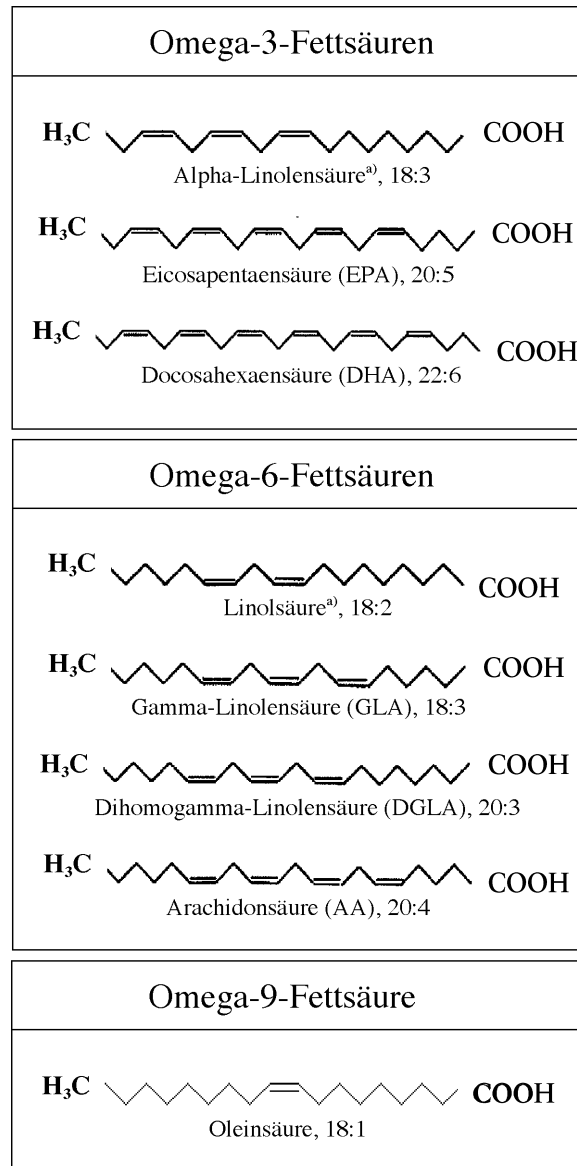 Omega-3-Fettsäuren
H₃C COOH
Alpha-Linolensäureᵃ⁾, 18:3
H₃C COOH
Eicosapentaensäure (EPA), 20:5
H₃C COOH
Docosahexaensäure (DHA), 22:6
Omega-6-Fettsäuren
H₃C COOH
Linolsäureᵃ⁾, 18:2
H₃C COOH
Gamma-Linolensäure (GLA), 18:3
H₃C COOH
Dihomogamma-Linolensäure (DGLA), 20:3
H₃C COOH
Arachidonsäure (AA), 20:4
Omega-9-Fettsäure
H₃C COOH
Oleinsäure, 18:1